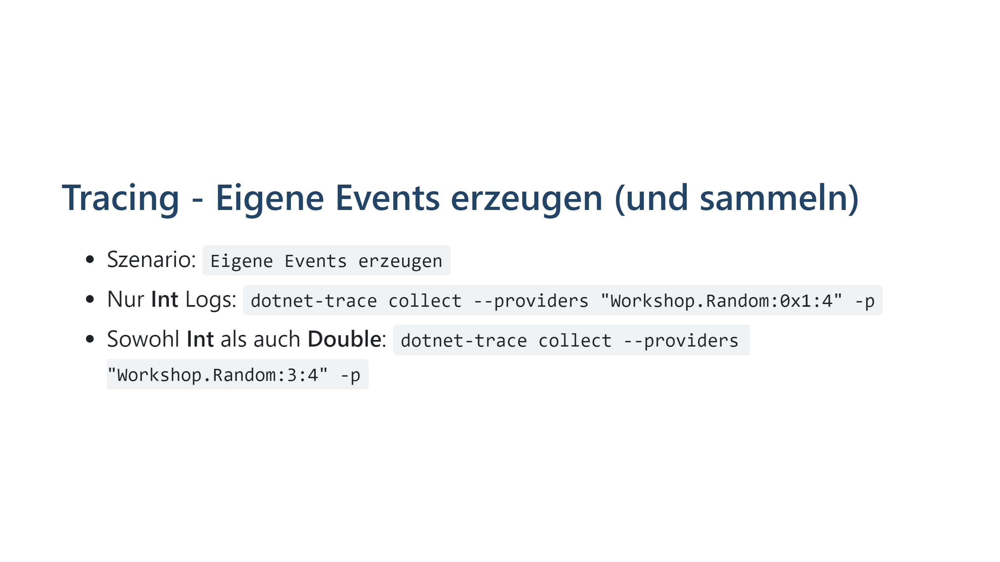 Tracing - Eigene Events erzeugen (und sammeln)
Szenario: Eigene Events erzeugen
Nur Int Logs: dotnet-trace collect --providers "Workshop.Random:0x1:4" -p
Sowohl Int als auch Double: dotnet-trace collect --providers
"Workshop.Random:3:4" -p